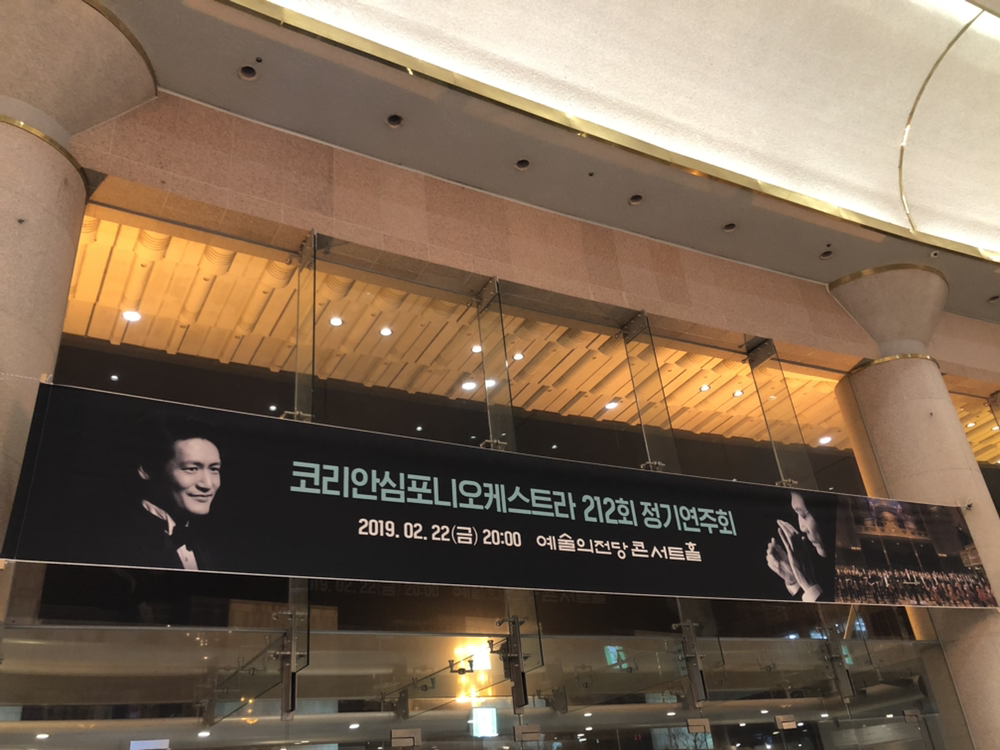 코리안심포니오케스트라 212회 정기연주회
2019. 02. 22(금) 20:00 예술의전당 콘서트홀